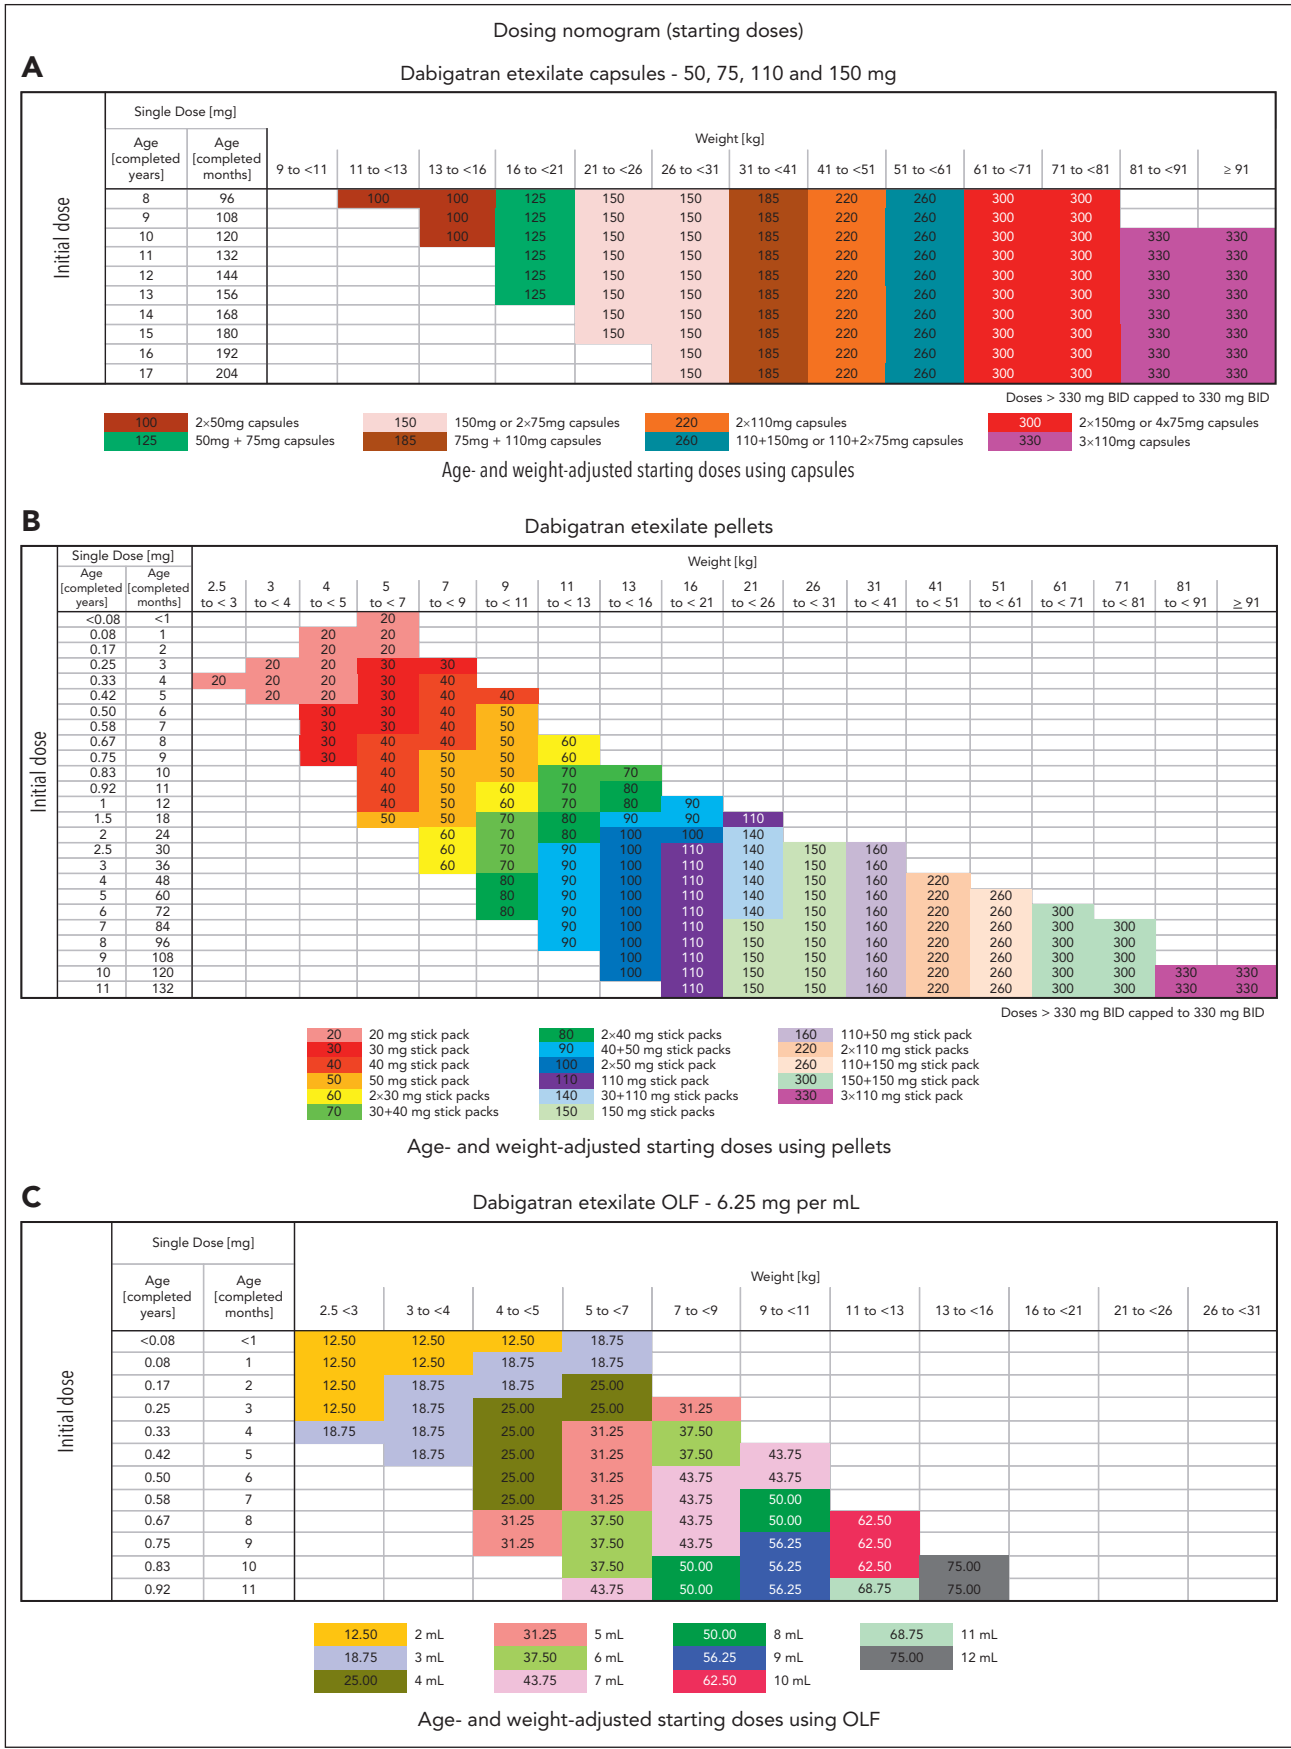 Dosing nomogram (starting doses)
A
Dabigatran etexilate capsules - 50, 75, 110 and 150 mg
Initial dose
Single Dose [mg]
Weight [kg]
Age [completed years] Age [completed months] 9 to <11 11 to <13 13 to <16 16 to <21 21 to <26 26 to <31 31 to <41 41 to <51 51 to <61 61 to <71 71 to <81 81 to <91 ≥ 91
8 96 100 100 125 150 150 185 220 260 300 300
9 108 100 125 150 150 185 220 260 300 300
10 120 100 125 150 150 185 220 260 300 300 330 330
11 132 125 150 150 185 220 260 300 300 330 330
12 144 125 150 150 185 220 260 300 300 330 330
13 156 125 150 150 185 220 260 300 300 330 330
14 168 150 150 185 220 260 300 300 330 330
15 180 150 150 185 220 260 300 300 330 330
16 192 150 185 220 260 300 300 330 330
17 204 150 185 220 260 300 300 330 330
Doses > 330 mg BID capped to 330 mg BID
100 2×50mg capsules 150 150mg or 2×75mg capsules 220 2×110mg capsules 300 2×150mg or 4x75mg capsules
125 50mg + 75mg capsules 185 75mg + 110mg capsules 260 110+150mg or 110+2×75mg capsules 330 3×110mg capsules
Age- and weight-adjusted starting doses using capsules
B
Dabigatran etexilate pellets
Initial dose
Single Dose [mg]
Weight [kg]
Age [completed years] Age [completed months] 2.5 to < 3 3 to < 4 4 to < 5 5 to < 7 7 to < 9 9 to < 11 11 to < 13 13 to < 16 16 to < 21 21 to < 26 26 to < 31 31 to < 41 41 to < 51 51 to < 61 61 to < 71 71 to < 81 81 to < 91 ≥ 91
<0.08 <1 20
0.08 1 20 20
0.17 2 20 20
0.25 3 20 20 30 30
0.33 4 20 20 20 30 40
0.42 5 20 20 30 40 40
0.50 6 30 30 40 50
0.58 7 30 30 40 50
0.67 8 30 40 40 50 60
0.75 9 30 40 50 50 60
0.83 10 40 50 50 70 70
0.92 11 40 50 60 70 80
1 12 40 50 60 70 80 90
1.5 18 50 50 70 80 90 90 110
2 24 60 70 80 100 100 140
2.5 30 60 70 90 100 110 140 150 160
3 36 60 70 90 100 110 140 150 160
4 48 80 90 100 110 140 150 160 220
5 60 80 90 100 110 140 150 160 220 260
6 72 80 90 100 110 140 150 160 220 260 300
7 84 90 100 110 150 150 160 220 260 300 300
8 96 90 100 110 150 150 160 220 260 300 300
9 108 100 110 150 150 160 220 260 300 300
10 120 100 110 150 150 160 220 260 300 300 330 330
11 132 110 150 150 160 220 260 300 300 330 330
Doses > 330 mg BID capped to 330 mg BID
20 20 mg stick pack 80 2×40 mg stick packs 160 110+50 mg stick pack
30 30 mg stick pack 90 40+50 mg stick packs 220 2×110 mg stick packs
40 40 mg stick pack 100 2×50 mg stick pack 260 110+150 mg stick pack
50 50 mg stick pack 110 110 mg stick pack 300 150+150 mg stick pack
60 2×30 mg stick packs 140 30+110 mg stick packs 330 3×110 mg stick pack
70 30+40 mg stick packs 150 150 mg stick packs
Age- and weight-adjusted starting doses using pellets
C
Dabigatran etexilate OLF - 6.25 mg per mL
Initial dose
Single Dose [mg]
Weight [kg]
Age [completed years] Age [completed months] 2.5 <3 3 to <4 4 to <5 5 to <7 7 to <9 9 to <11 11 to <13 13 to <16 16 to <21 21 to <26 26 to <31
<0.08 <1 12.50 12.50 12.50 18.75
0.08 1 12.50 12.50 18.75 18.75
0.17 2 12.50 18.75 18.75 25.00
0.25 3 12.50 18.75 25.00 25.00 31.25
0.33 4 18.75 18.75 25.00 31.25 37.50
0.42 5 18.75 25.00 31.25 37.50 43.75
0.50 6 25.00 31.25 43.75 43.75
0.58 7 25.00 31.25 43.75 50.00
0.67 8 31.25 37.50 43.75 50.00 62.50
0.75 9 31.25 37.50 43.75 56.25 62.50
0.83 10 37.50 50.00 56.25 62.50 75.00
0.92 11 43.75 50.00 56.25 68.75 75.00
12.50 2 mL 31.25 5 mL 50.00 8 mL 68.75 11 mL
18.75 3 mL 37.50 6 mL 56.25 9 mL 75.00 12 mL
25.00 4 mL 43.75 7 mL 62.50 10 mL
Age- and weight-adjusted starting doses using OLF